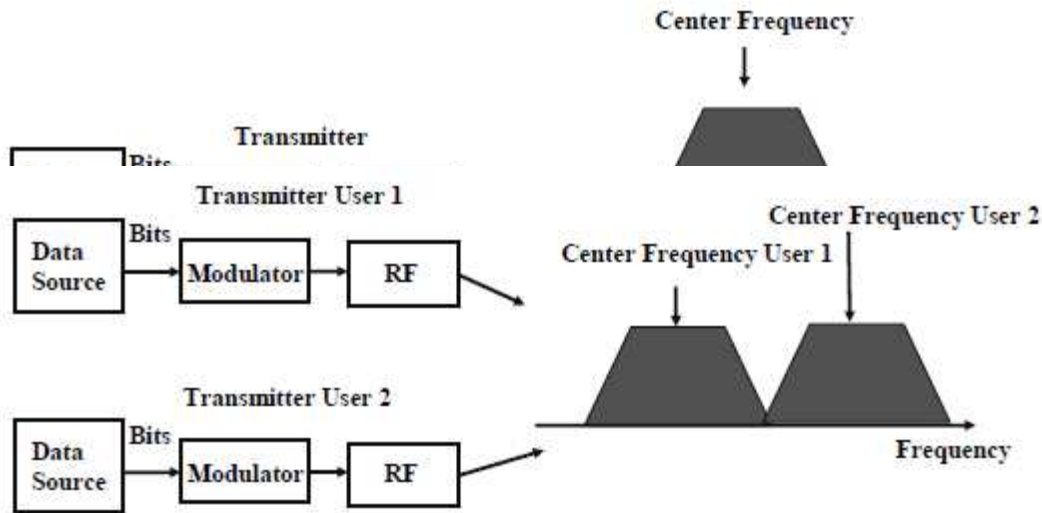 Center Frequency
Transmitter
Bits
Transmitter User 1
Center Frequency User 2
Bits
Center Frequency User 1
Data
Source
Modulator
RF
Transmitter User 2
Bits
Data
Source
Modulator
RF
Frequency